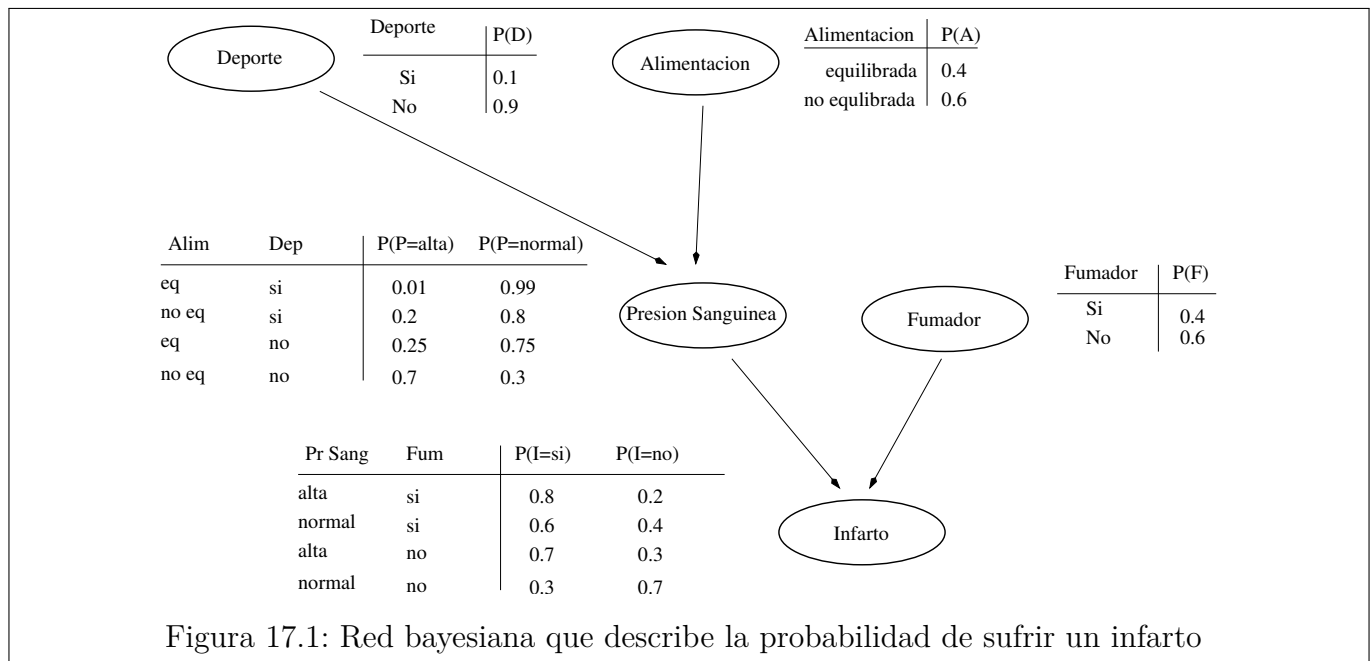 Deporte
Deporte P(D)
Si 0.1
No 0.9
Alimentacion
Alimentacion P(A)
equilibrada 0.4
no equlibrada 0.6
Alim Dep P(P=alta) P(P=normal)
eq si 0.01 0.99
no eq si 0.2 0.8
eq no 0.25 0.75
no eq no 0.7 0.3
Presion Sanguinea
Fumador
Fumador P(F)
Si 0.4
No 0.6
Pr Sang Fum P(I=si) P(I=no)
alta si 0.8 0.2
normal si 0.6 0.4
alta no 0.7 0.3
normal no 0.3 0.7
Infarto
Figura 17.1: Red bayesiana que describe la probabilidad de sufrir un infarto